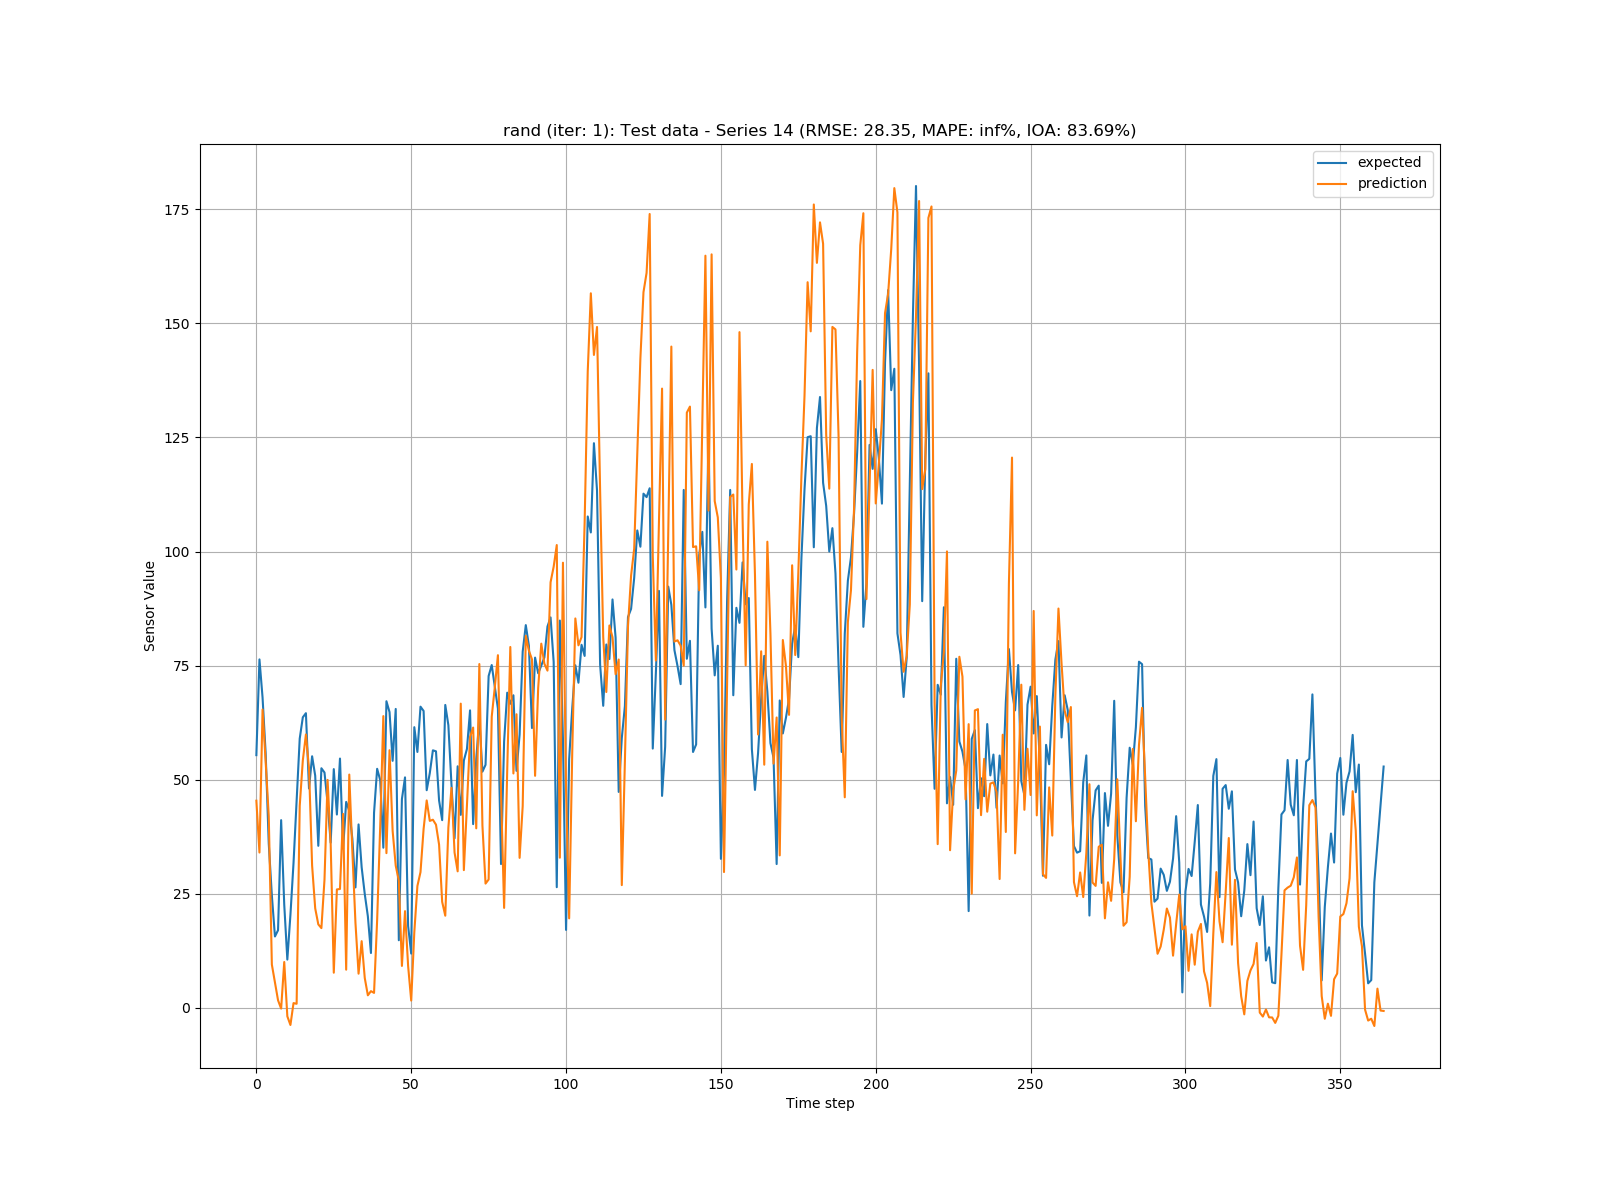 rand (iter: 1): Test data - Series 14 (RMSE: 28.35, MAPE: inf%, IOA: 83.69%)
expected
prediction
175
150
125
100
75
50
25
0
Sensor Value
0 50 100 150 200 250 300 350
Time step